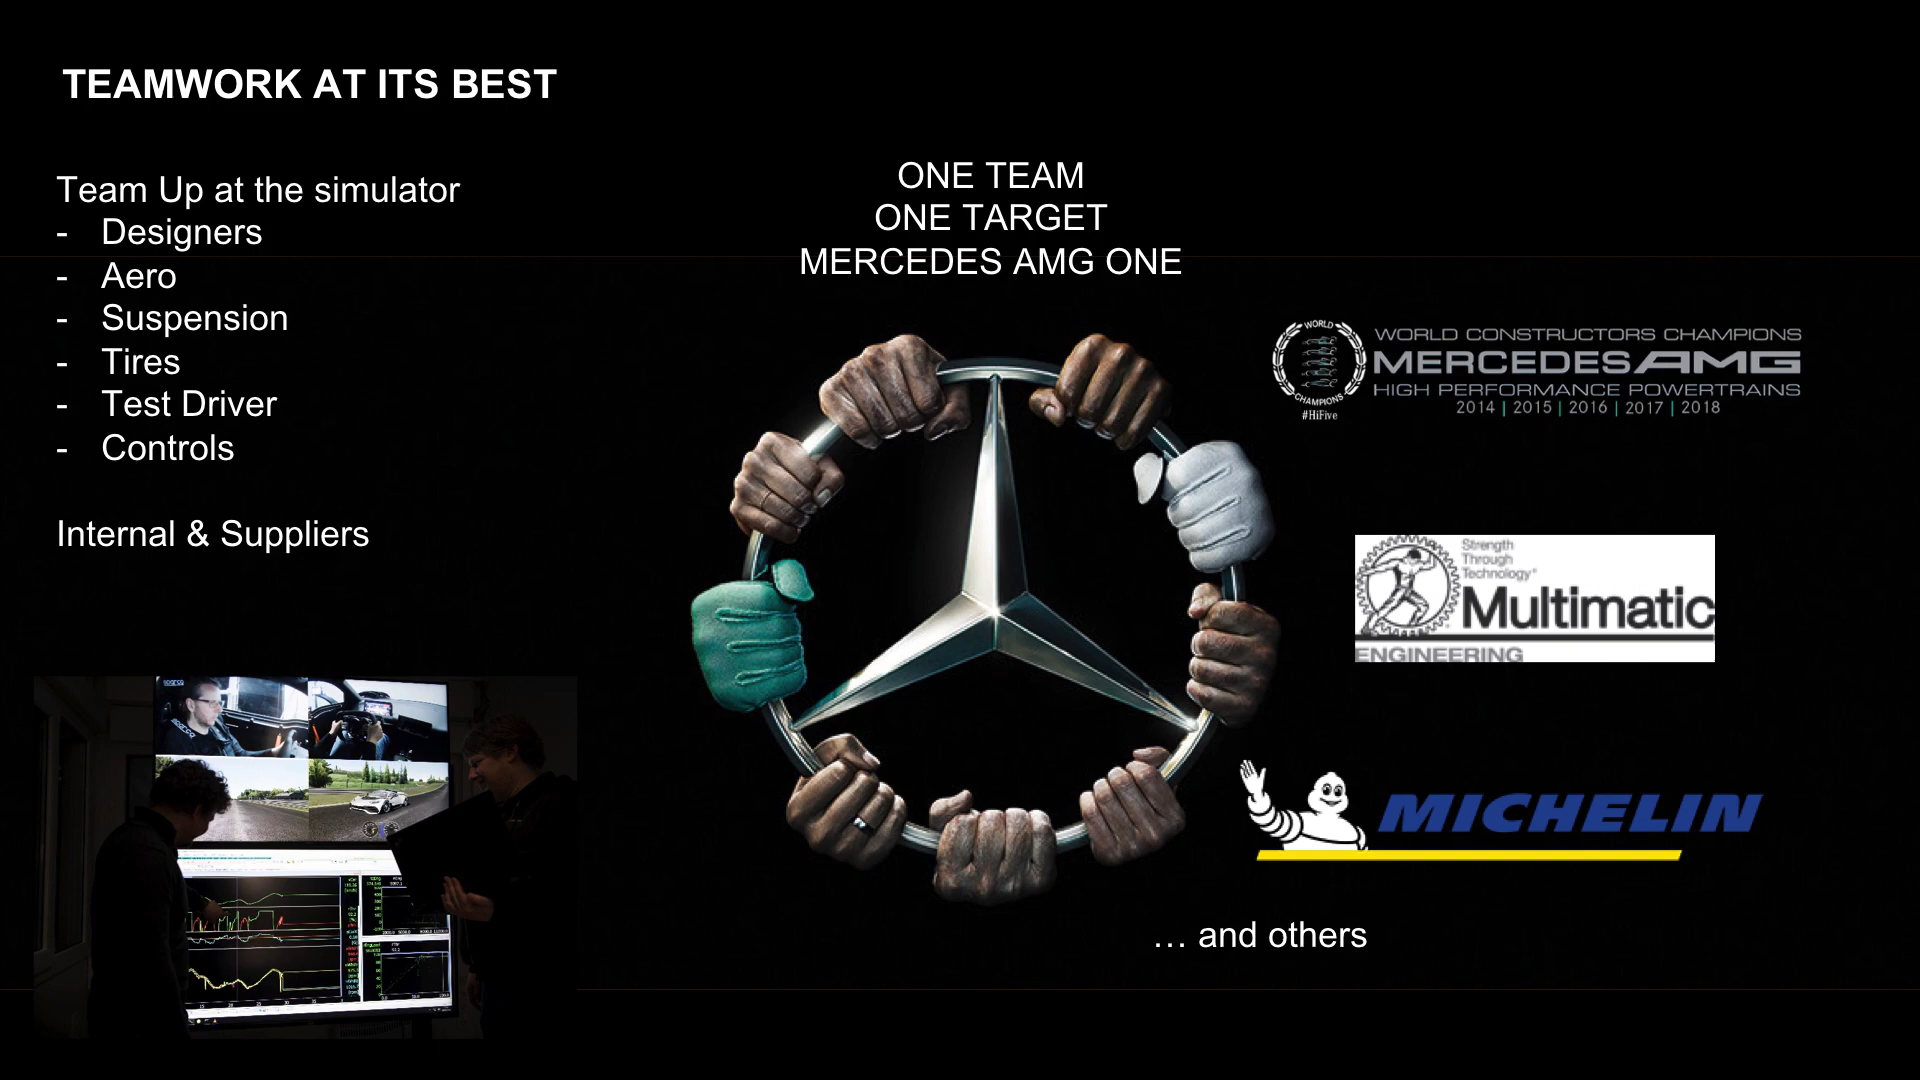 TEAMWORK AT ITS BEST
Team Up at the simulator
- Designers
- Aero
- Suspension
- Tires
- Test Driver
- Controls
Internal & Suppliers
ONE TEAM
ONE TARGET
MERCEDES AMG ONE
WORLD
CHAMPIONS
#HiFive
WORLD CONSTRUCTORS CHAMPIONS
MERCEDES AMG
HIGH PERFORMANCE POWERTRAINS
2014 | 2015 | 2016 | 2017 | 2018
Strength
Through
Technology®
Multimatic
ENGINEERING
MICHELIN
… and others
sparco